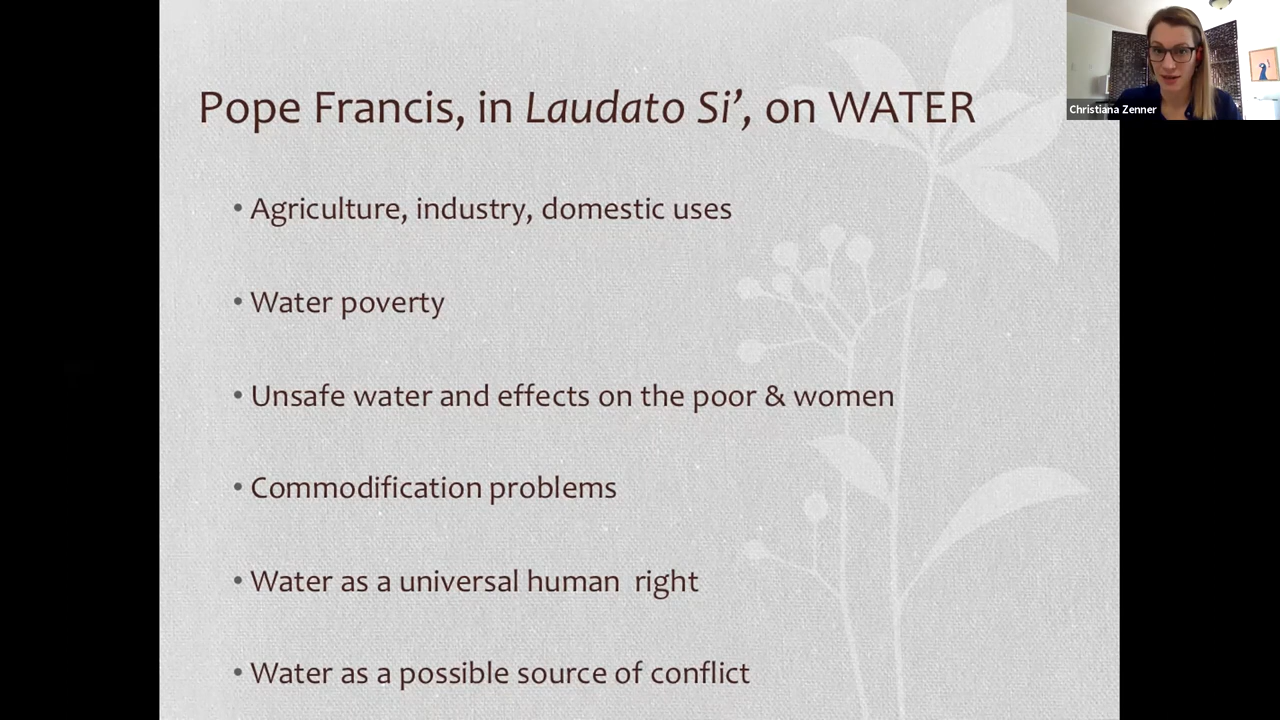 Pope Francis, in Laudato Si’, on WATER
Christiana Zenner
• Agriculture, industry, domestic uses
• Water poverty
• Unsafe water and effects on the poor & women
• Commodification problems
• Water as a universal human  right
• Water as a possible source of conflict